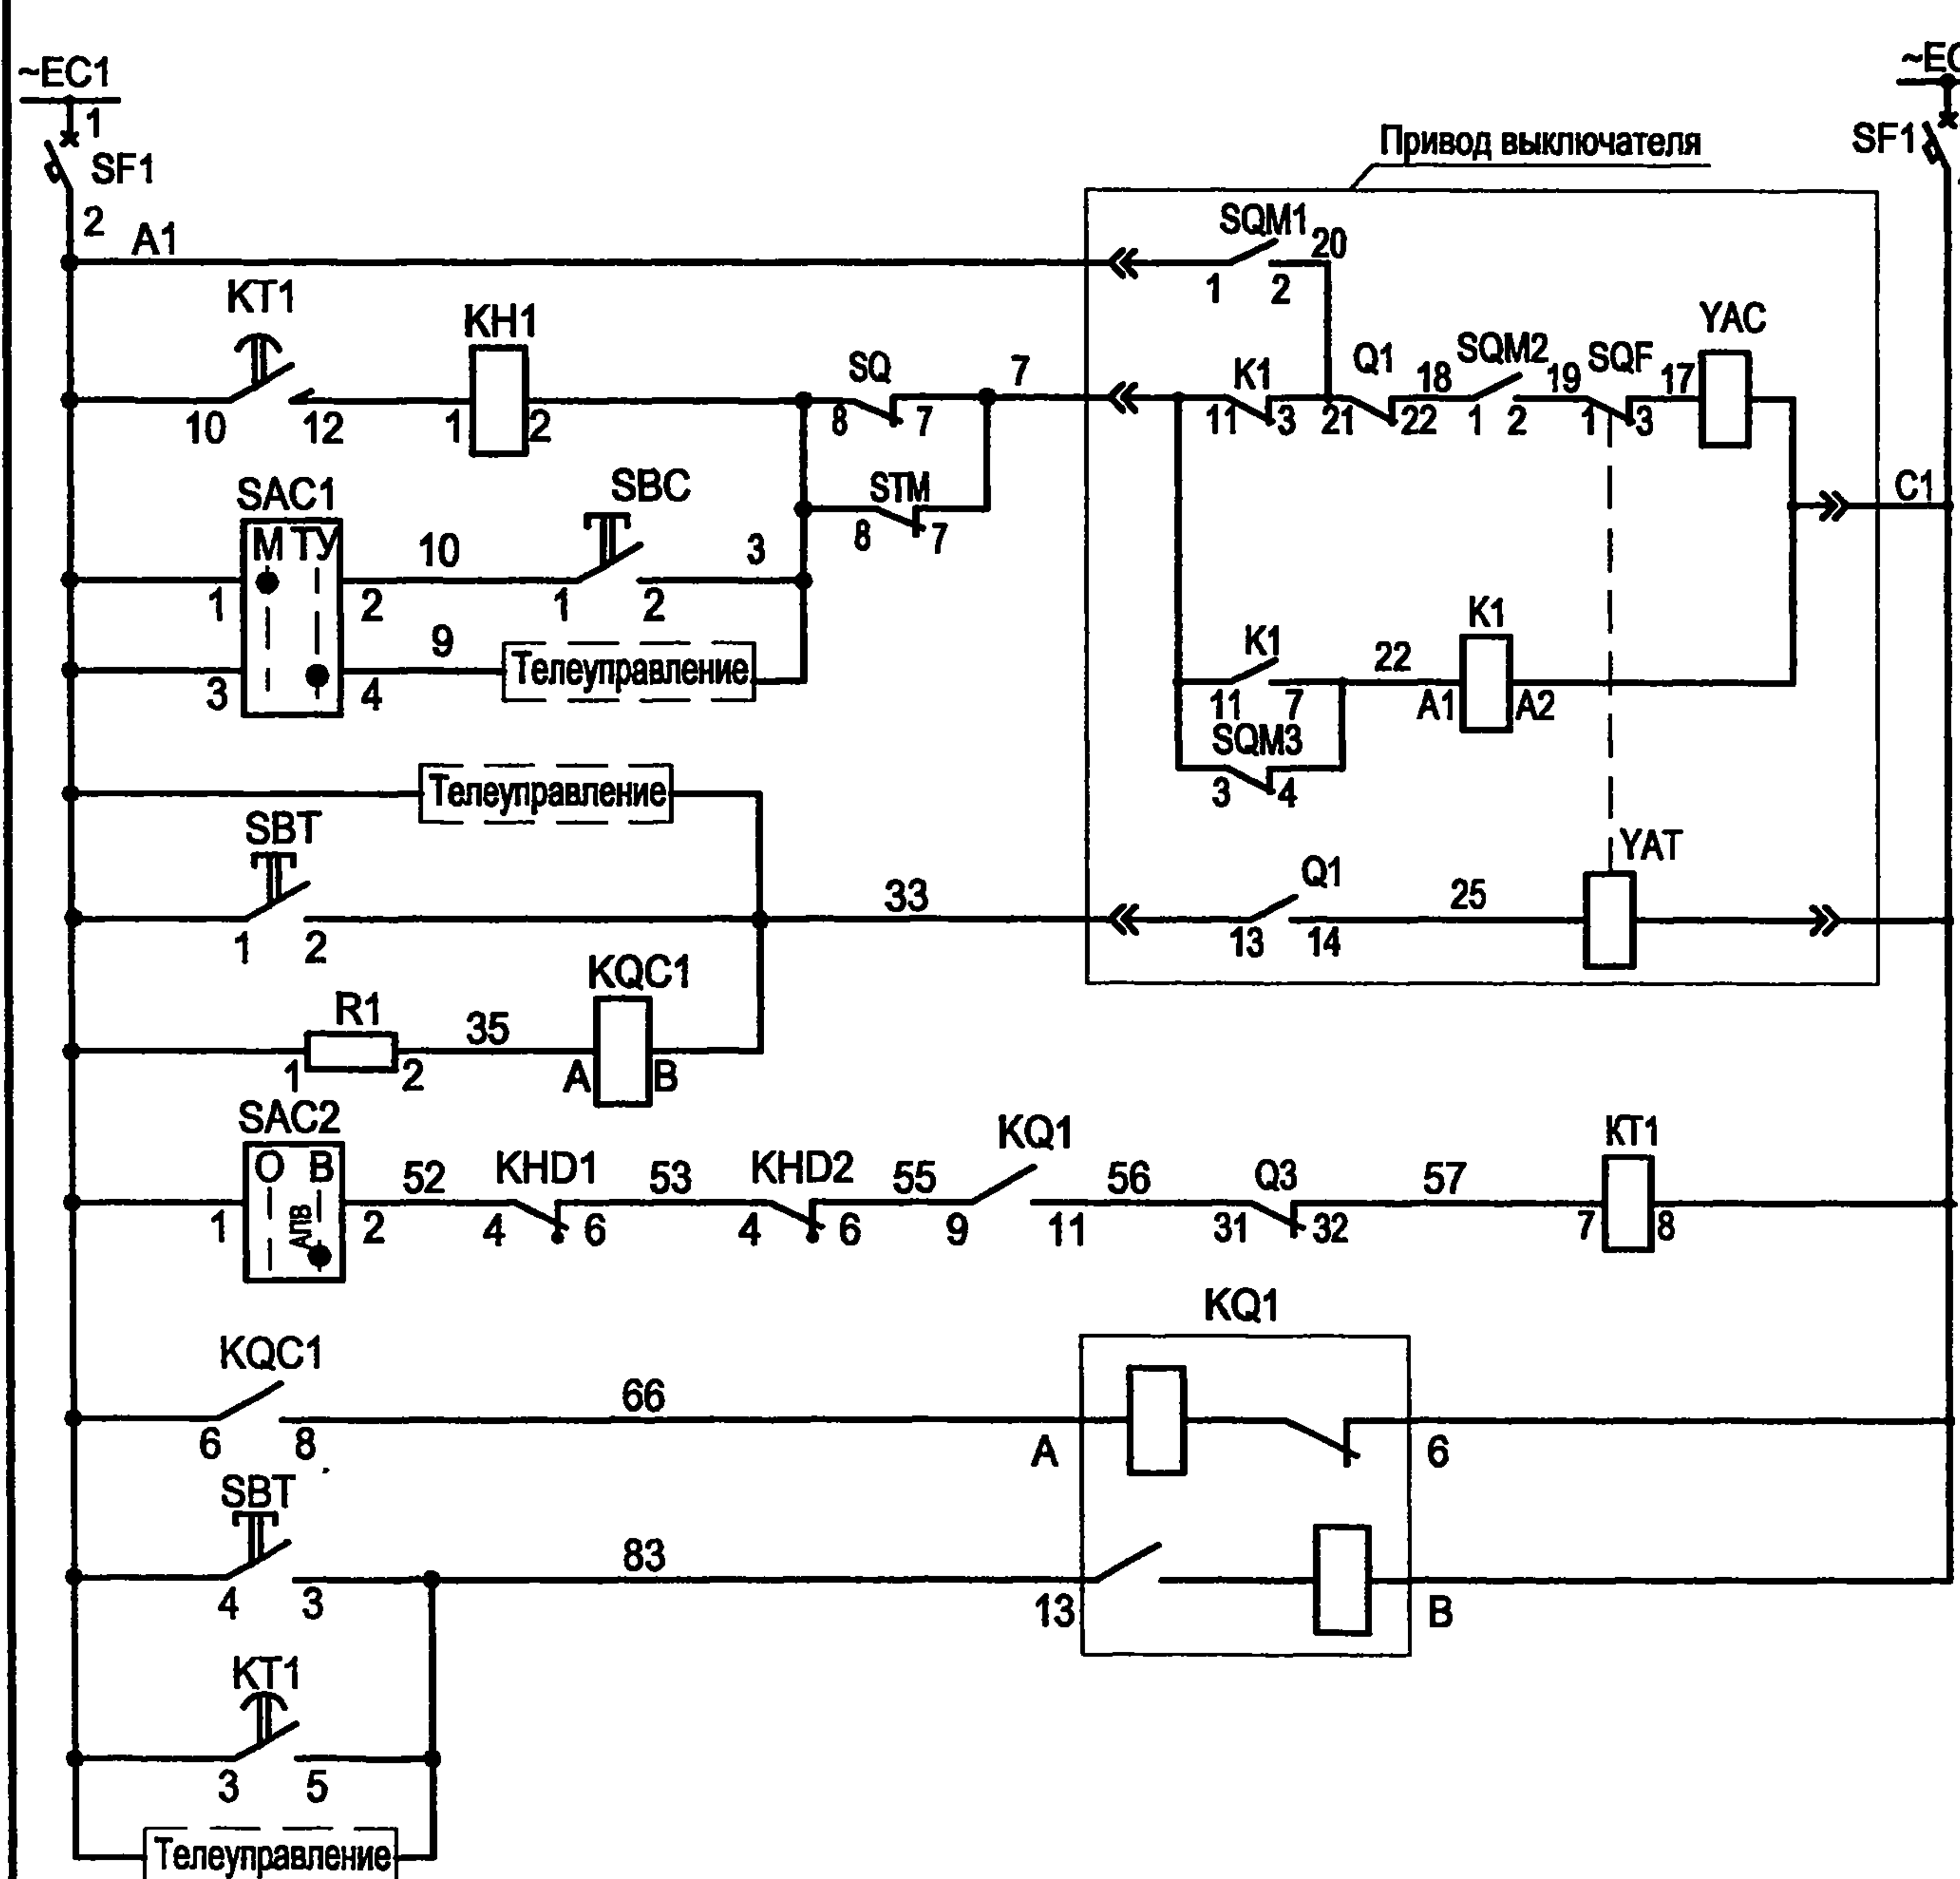 ~EC1
~EC
1
SF1
SF1
2
A1
Привод выключателя
SQM1
20
1 2
KT1
KH1
SQ
7
K1
Q1
18
SQM2
19
SQF
17
YAC
10 12
1 2
8 7
11 3
21 22
1 2
1 3
SAC1
М ТУ
SBC
STM
C1
10
3
1 2
1 2
8 7
9
Телеуправление
3 4
K1
22
K1
11 7
A1 A2
SQM3
3 4
Телеуправление
SBT
33
Q1
25
YAT
1 2
13 14
R1
35
KQC1
1 2
A B
SAC2
О В
АПВ
52
KHD1
53
KHD2
55
KQ1
56
Q3
57
KT1
1 2
4 6
4 6
9 11
31 32
7 8
KQ1
KQC1
66
6 8
A
6
SBT
83
4 3
13
B
KT1
3 5
Телеуправление